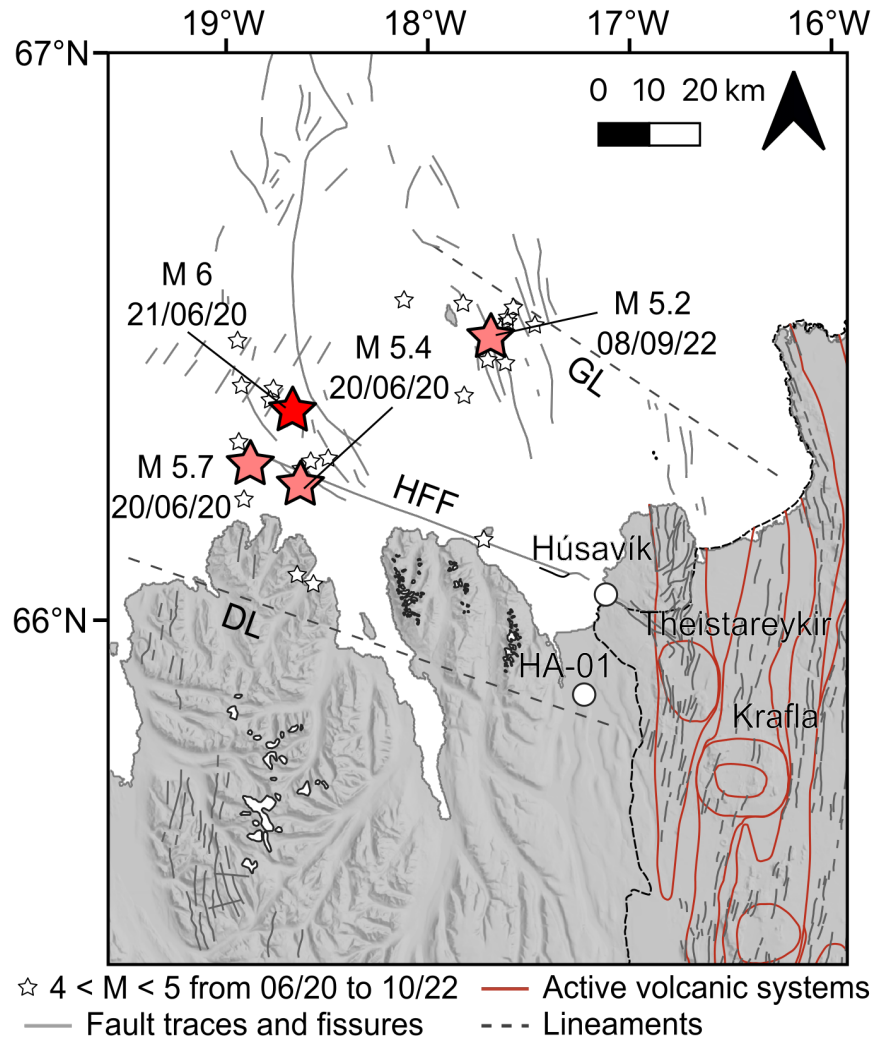 19°W 18°W 17°W 16°W
67°N
0 10 20 km
M 6
21/06/20
M 5.4
20/06/20
M 5.2
08/09/22
GL
M 5.7
20/06/20
HFF
Húsavík
66°N
DL
Theistareykir
HA-01
Krafla
4 < M < 5 from 06/20 to 10/22
Active volcanic systems
Fault traces and fissures
Lineaments